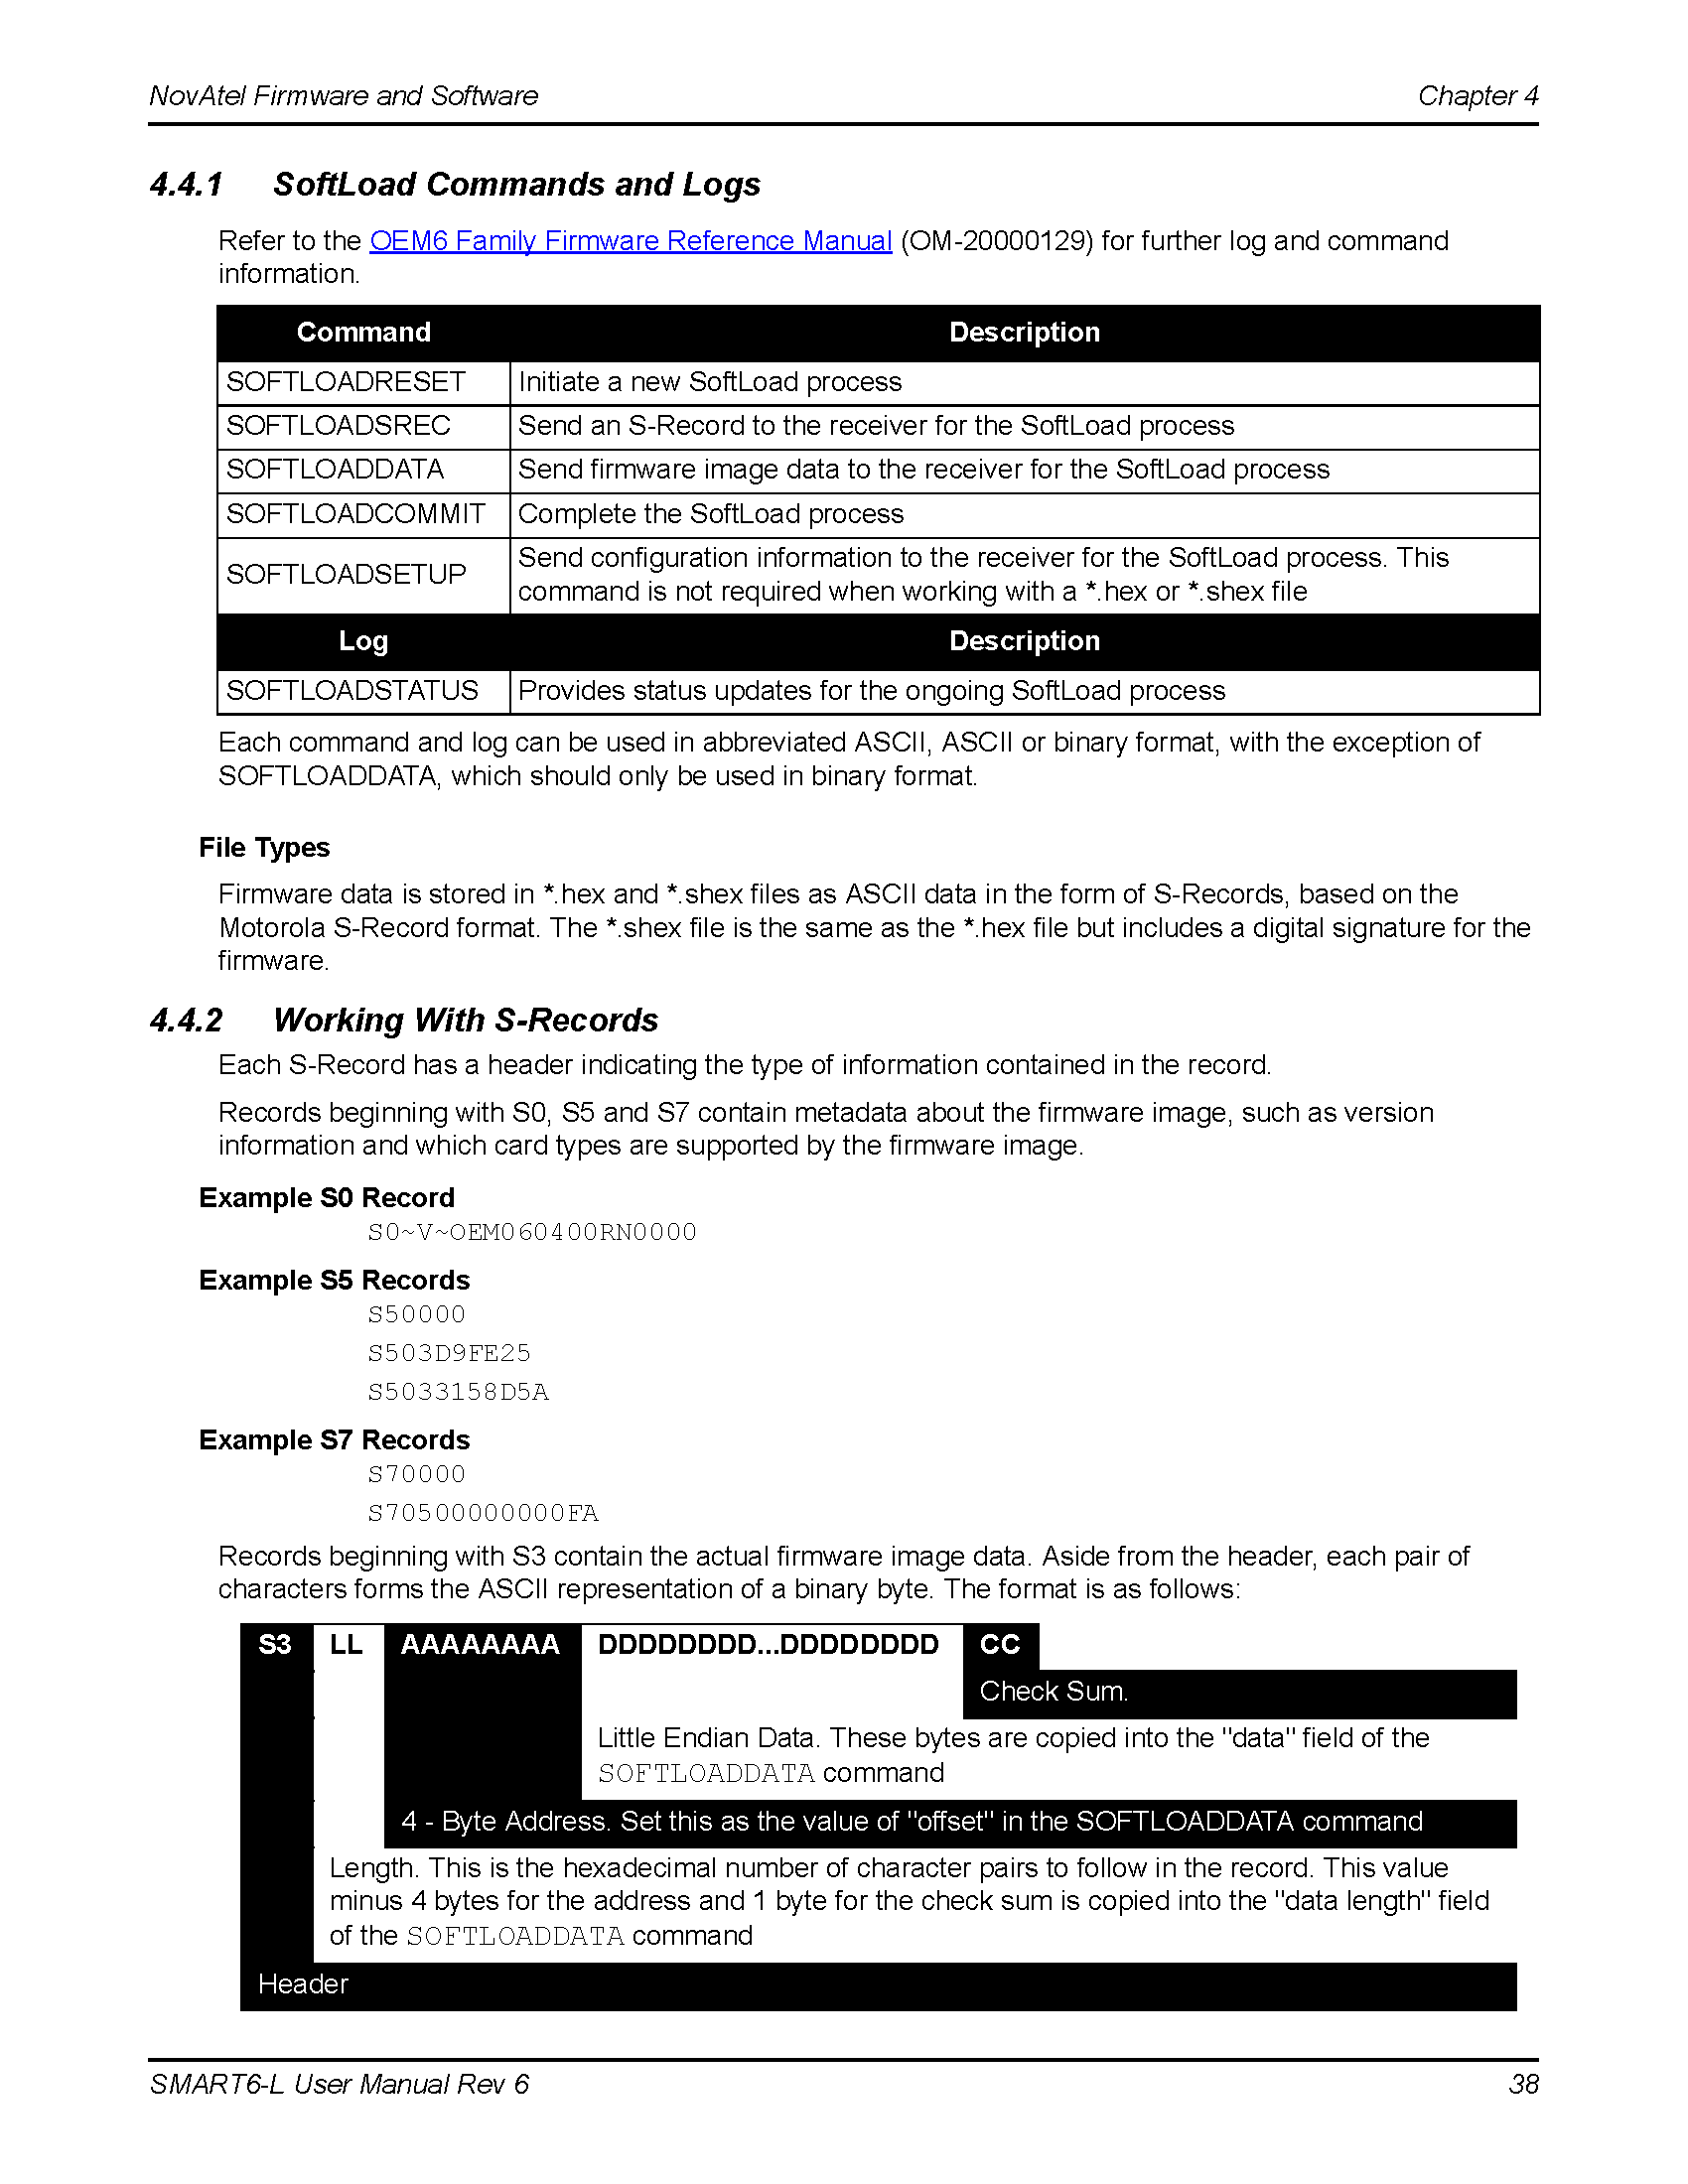 NovAtel Firmware and Software Chapter 4
4.4.1 SoftLoad Commands and Logs
Refer to the OEM6 Family Firmware Reference Manual (OM-20000129) for further log and command
information.
Command Description
SOFTLOADRESET Initiate a new SoftLoad process
SOFTLOADSREC Send an S-Record to the receiver for the SoftLoad process
SOFTLOADDATA Send firmware image data to the receiver for the SoftLoad process
SOFTLOADCOMMIT Complete the SoftLoad process
SOFTLOADSETUP Send configuration information to the receiver for the SoftLoad process. This
command is not required when working with a *.hex or *.shex file
Log Description
SOFTLOADSTATUS Provides status updates for the ongoing SoftLoad process
Each command and log can be used in abbreviated ASCII, ASCII or binary format, with the exception of
SOFTLOADDATA, which should only be used in binary format.
File Types
Firmware data is stored in *.hex and *.shex files as ASCII data in the form of S-Records, based on the
Motorola S-Record format. The *.shex file is the same as the *.hex file but includes a digital signature for the
firmware.
4.4.2 Working With S-Records
Each S-Record has a header indicating the type of information contained in the record.
Records beginning with S0, S5 and S7 contain metadata about the firmware image, such as version
information and which card types are supported by the firmware image.
Example S0 Record
S0~V~OEM060400RN0000
Example S5 Records
S50000
S503D9FE25
S5033158D5A
Example S7 Records
S70000
S70500000000FA
Records beginning with S3 contain the actual firmware image data. Aside from the header, each pair of
characters forms the ASCII representation of a binary byte. The format is as follows:
S3 LL AAAAAAAA DDDDDDDD...DDDDDDDD CC
Check Sum.
Little Endian Data. These bytes are copied into the "data" field of the
SOFTLOADDATA command
4 - Byte Address. Set this as the value of "offset" in the SOFTLOADDATA command
Length. This is the hexadecimal number of character pairs to follow in the record. This value
minus 4 bytes for the address and 1 byte for the check sum is copied into the "data length" field
of the SOFTLOADDATA command
Header
SMART6-L User Manual Rev 6 38